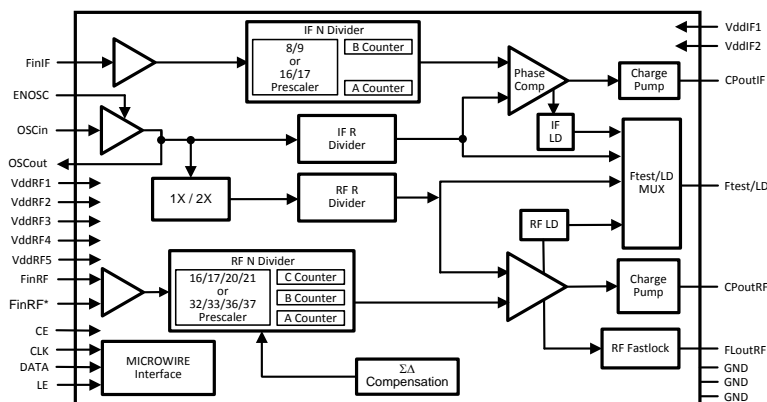 IF N Divider
8/9
or
16/17
Prescaler
B Counter
A Counter
VddIF1
VddIF2
FinIF
Phase
Comp
Charge
Pump
CPoutIF
ENOSC
OSCin
OSCout
IF R
Divider
IF
LD
1X / 2X
RF R
Divider
Ftest/LD
MUX
Ftest/LD
VddRF1
VddRF2
VddRF3
VddRF4
VddRF5
FinRF
FinRF*
RF LD
RF N Divider
16/17/20/21
or
32/33/36/37
Prescaler
C Counter
B Counter
A Counter
Charge
Pump
CPoutRF
CE
CLK
DATA
LE
MICROWIRE
Interface
ΣΔ
Compensation
RF Fastlock
FLoutRF
GND
GND
GND